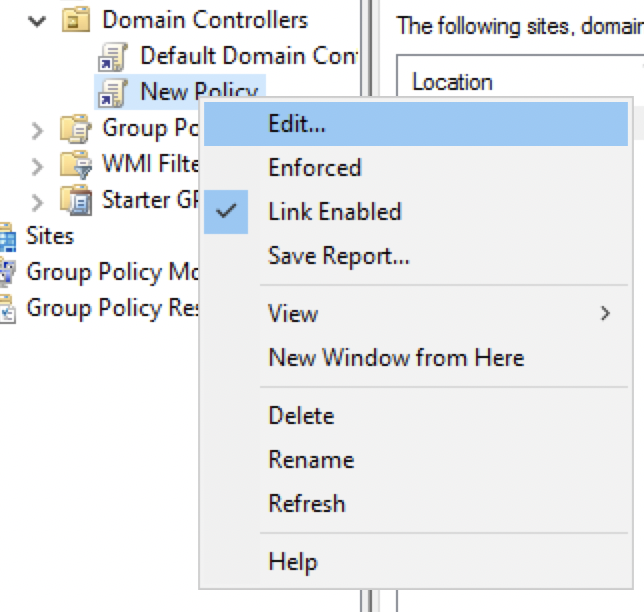 Domain Controllers
The following sites, domain
Default Domain Con
Location
New Policy
Edit...
Group Po
Enforced
WMI Filte
Link Enabled
Starter GP
Save Report...
Sites
Group Policy Mo
Group Policy Res
View
New Window from Here
Delete
Rename
Refresh
Help